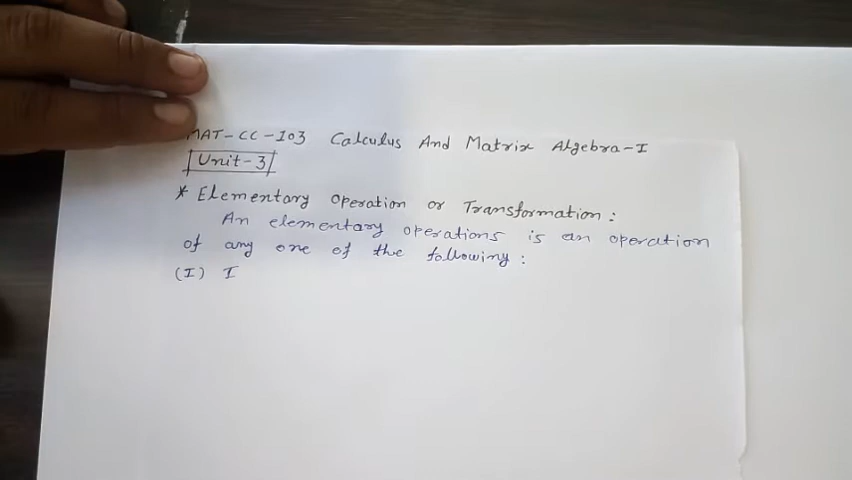 MAT-CC-103 Calculus And Matrix Algebra-I
Unit-3
* Elementary Operation or Transformation:
An elementary operations is an operation
of any one of the following:
(I) I